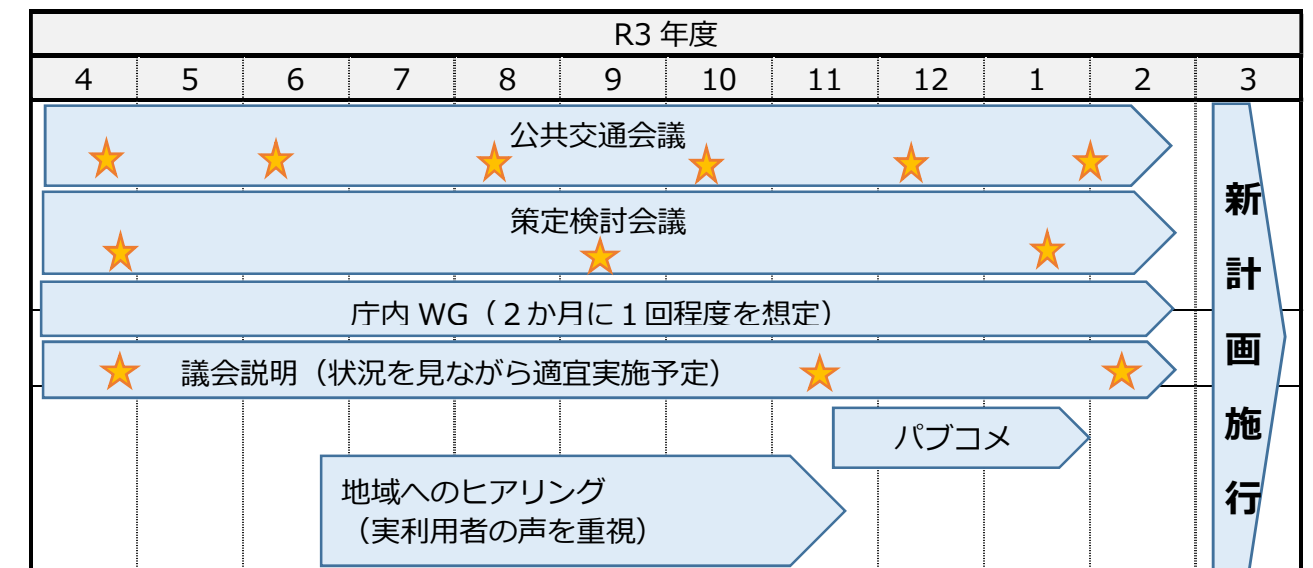 R3 年度
4 5 6 7 8 9 10 11 12 1 2 3
公共交通会議
策定検討会議
庁内 WG（２か月に１回程度を想定）
議会説明（状況を見ながら適宜実施予定）
パブコメ
地域へのヒアリング
（実利用者の声を重視）
新計画施行